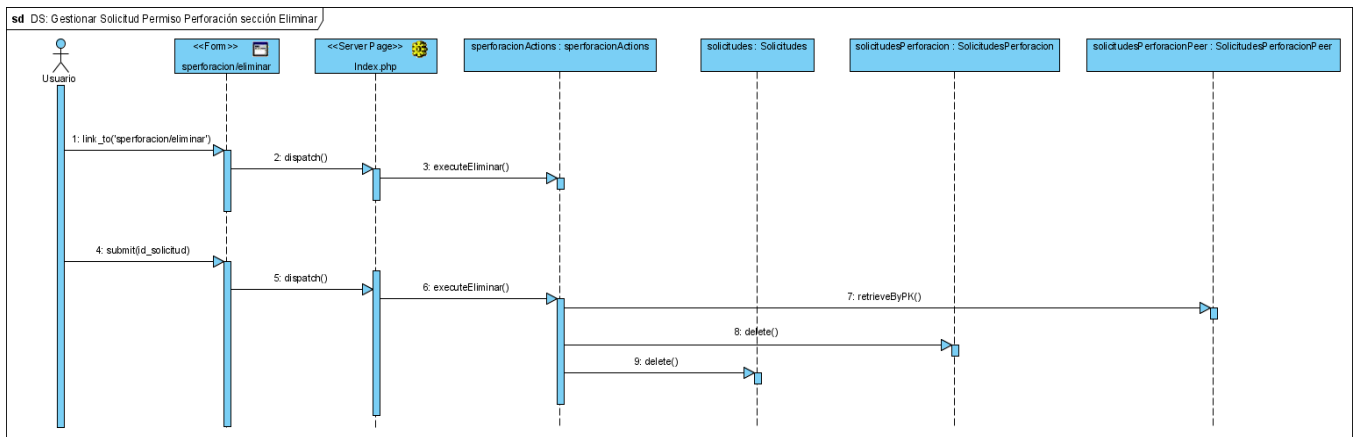 sd DS: Gestionar Solicitud Permiso Perforación sección Eliminar
Usuario
<<Form>>
sperforacion/eliminar
<<Server Page>>
Index.php
sperforacionActions : sperforacionActions
solicitudes : Solicitudes
solicitudesPerforacion : SolicitudesPerforacion
solicitudesPerforacionPeer : SolicitudesPerforacionPeer
1: link_to('sperforacion/eliminar')
2: dispatch()
3: executeEliminar()
4: submit(id_solicitud)
5: dispatch()
6: executeEliminar()
7: retrieveByPK()
8: delete()
9: delete()